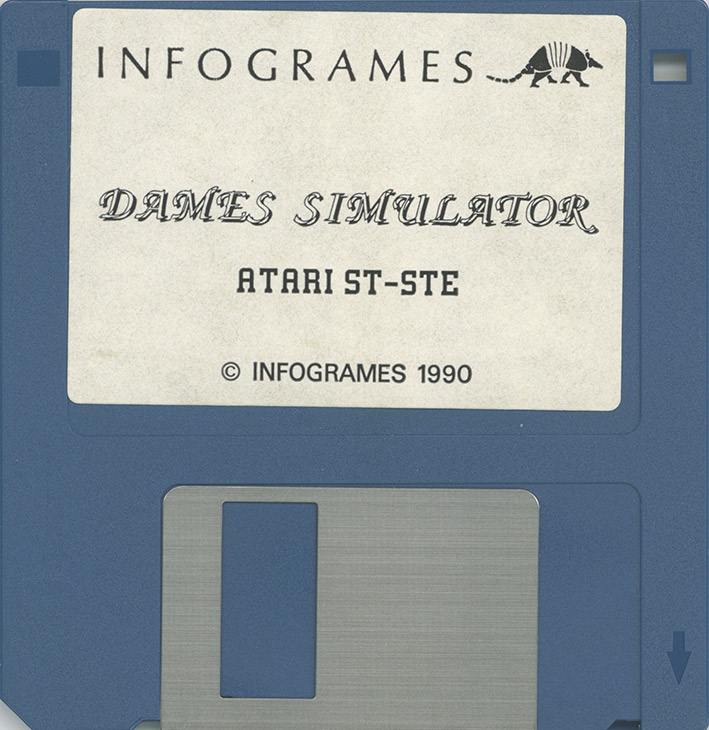 INFOGRAMES
DAMES SIMULATOR
ATARI ST-STE
© INFOGRAMES 1990